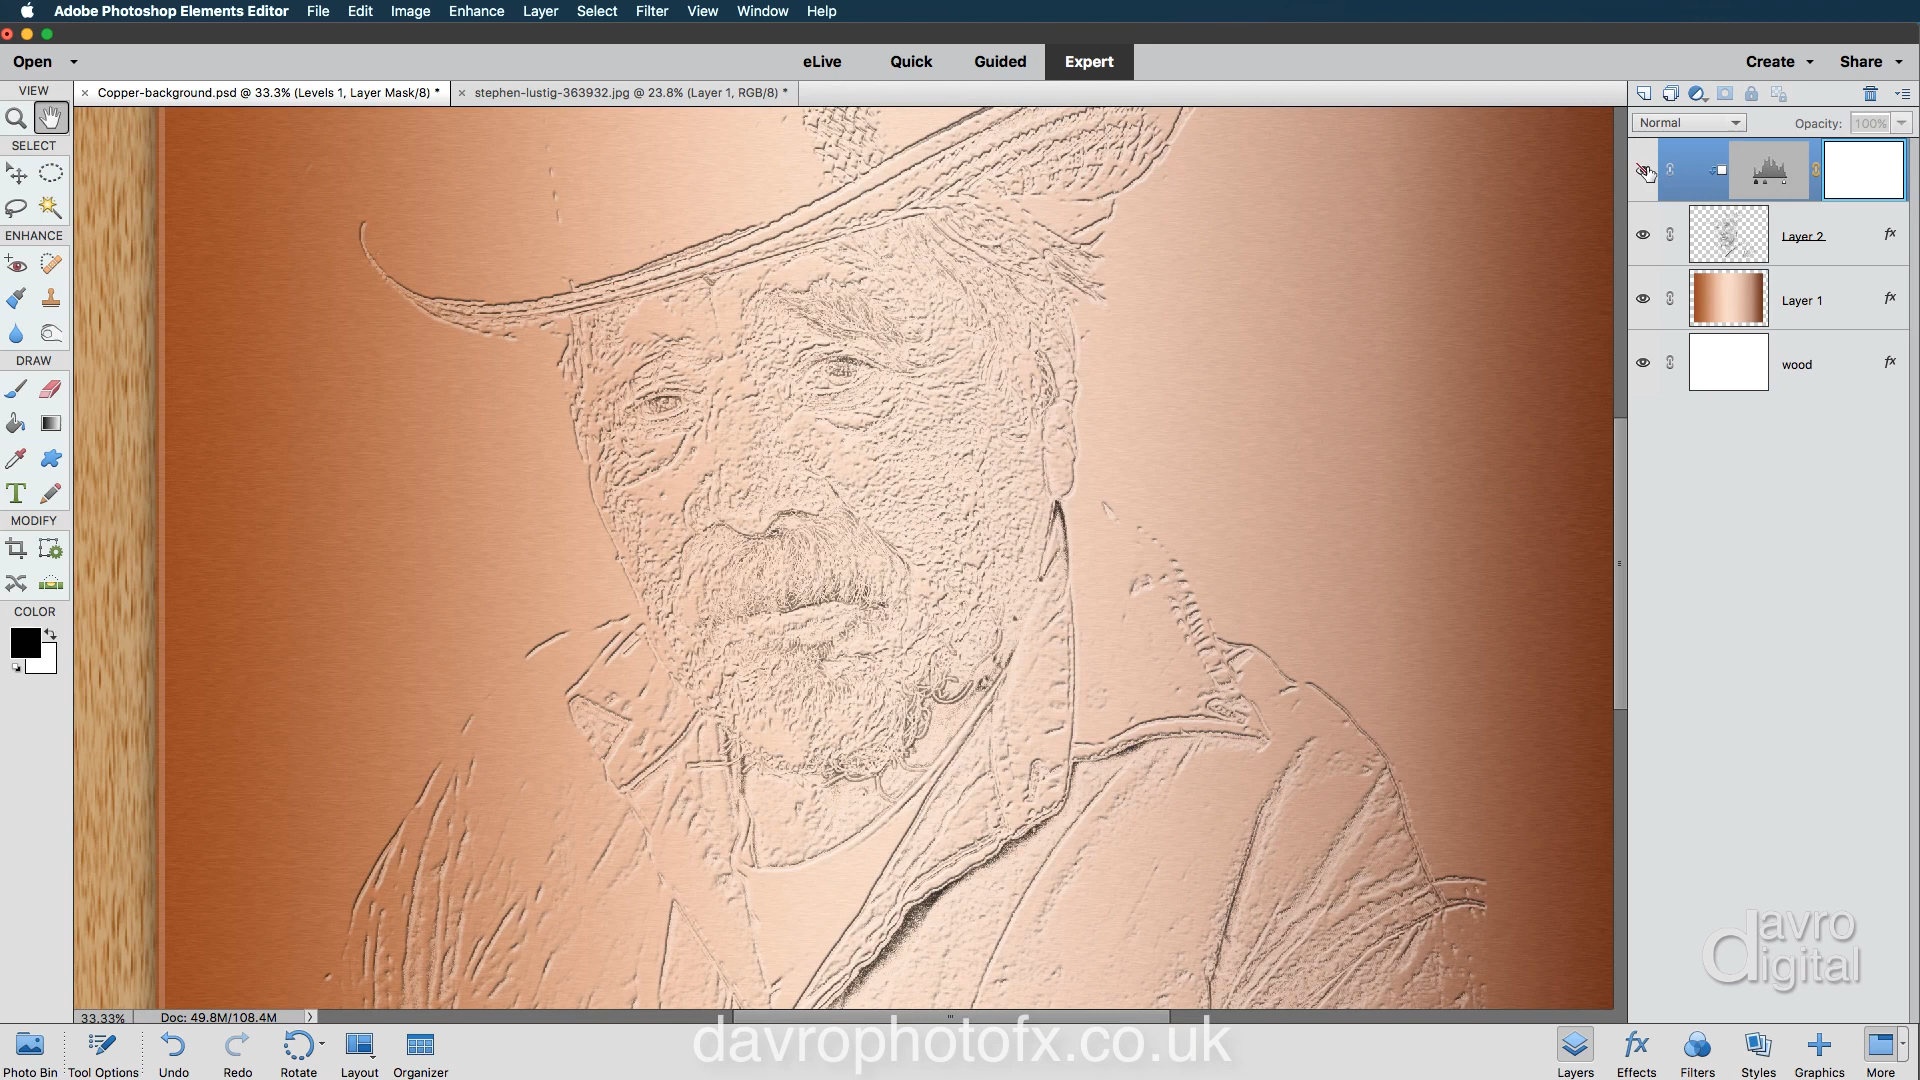 Adobe Photoshop Elements Editor File Edit Image Enhance Layer Select Filter View Window Help
Open eLive Quick Guided Expert Create Share
VIEW × Copper-background.psd @ 33.3% (Levels 1, Layer Mask/8) * × stephen-lustig-363932.jpg @ 23.8% (Layer 1, RGB/8) *
Normal Opacity: 100%
SELECT
ENHANCE
Layer 2 fx
Layer 1 fx
DRAW
wood fx
T
MODIFY
COLOR
davro
digital
33.33% Doc: 49.8M/108.4M
davrophotofx.co.uk
Photo Bin Tool Options Undo Redo Rotate Layout Organizer fx Layers Effects Filters Styles Graphics More